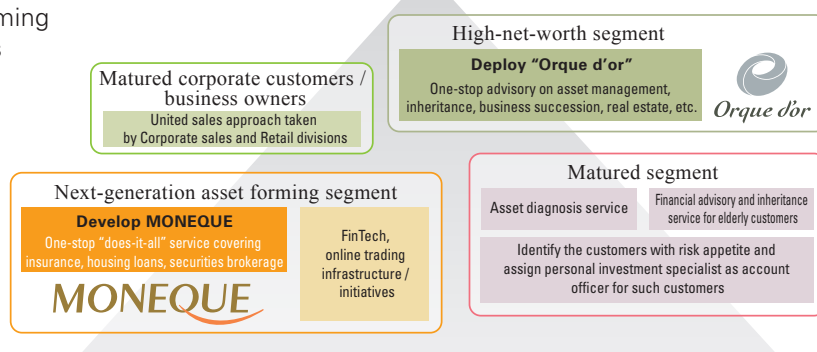 ming
s
High-net-worth segment
Deploy “Orque d’or”
One-stop advisory on asset management,
inheritance, business succession, real estate, etc.
Orque d’or
Matured corporate customers /
business owners
United sales approach taken
by Corporate sales and Retail divisions
Next-generation asset forming segment
Develop MONEQUE
One-stop “does-it-all” service covering
insurance, housing loans, securities brokerage
MONEQUE
FinTech,
online trading
infrastructure /
initiatives
Matured segment
Asset diagnosis service
Financial advisory and inheritance
service for elderly customers
Identify the customers with risk appetite and
assign personal investment specialist as account
officer for such customers